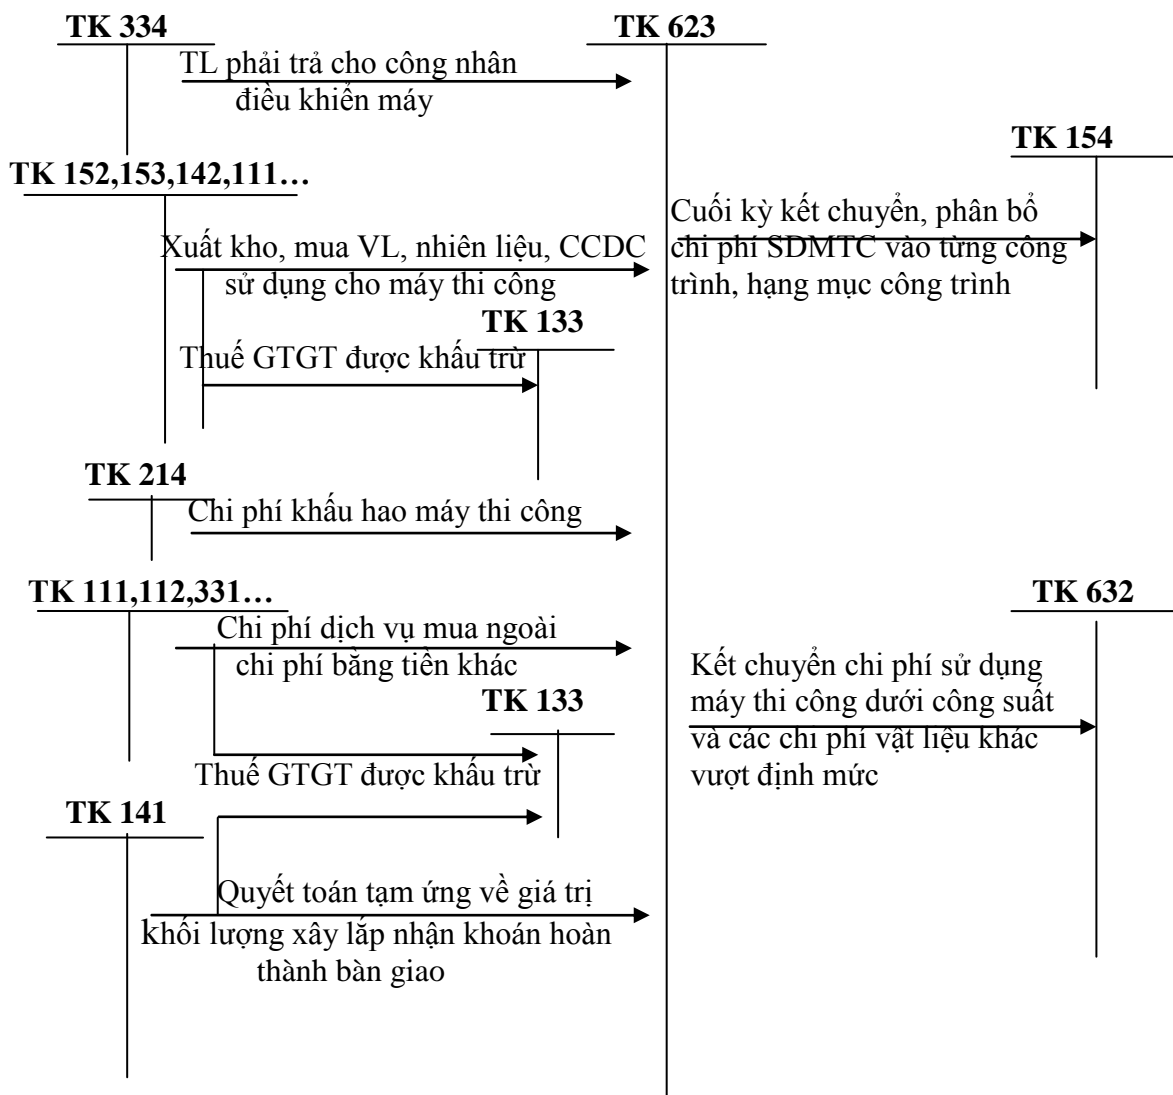 TK 334
TK 623
TL phải trả cho công nhân
điều khiển máy
TK 154
TK 152,153,142,111…
Cuối kỳ kết chuyển, phân bổ
chi phí SDMTC vào từng công
trình, hạng mục công trình
Xuất kho, mua VL, nhiên liệu, CCDC
sử dụng cho máy thi công
TK 133
Thuế GTGT được khấu trừ
TK 214
Chi phí khấu hao máy thi công
TK 111,112,331…
TK 632
Chi phí dịch vụ mua ngoài
chi phí bằng tiền khác
Kết chuyển chi phí sử dụng
máy thi công dưới công suất
và các chi phí vật liệu khác
vượt định mức
TK 133
Thuế GTGT được khấu trừ
TK 141
Quyết toán tạm ứng về giá trị
khối lượng xây lắp nhận khoán hoàn
thành bàn giao